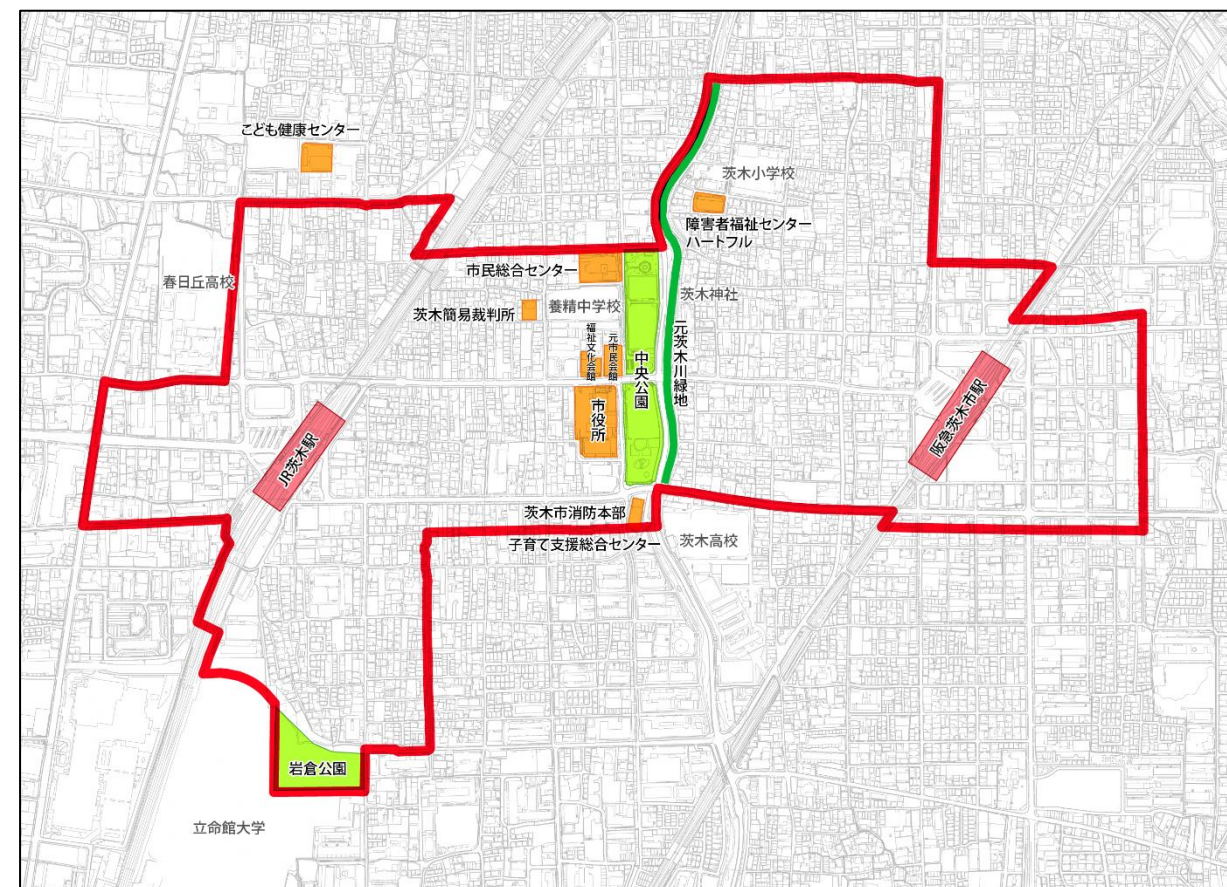 こども健康センター
茨木小学校
障害者福祉センター
ハートフル
市民総合センター
春日丘高校
茨木神社
養精中学校
茨木簡易裁判所
福祉文化会館
元市民会館
中央公園
元茨木川緑地
市役所
JR茨木駅
阪急茨木市駅
茨木市消防本部
子育て支援総合センター
茨木高校
岩倉公園
立命館大学